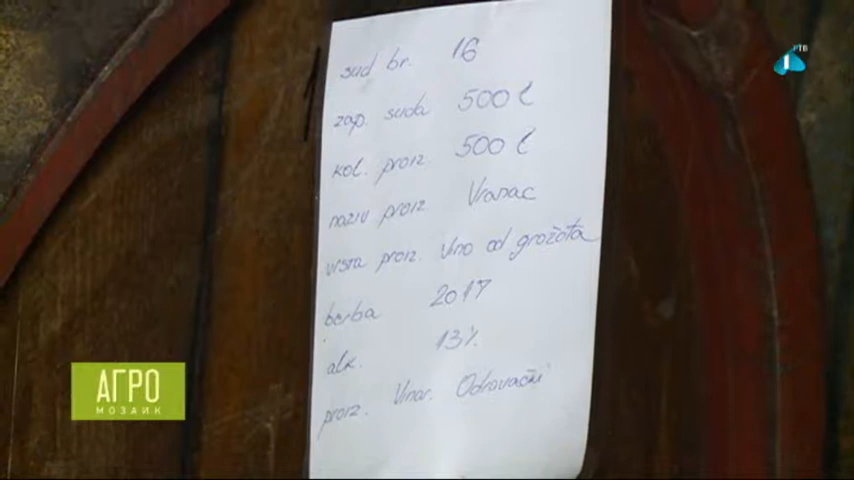 РТВ
1
sud br. 16
zap. suda 500 l
kol. proiz. 500 l
naziv proiz Vranac
vrsta proiz. Vino od grožđa
berba 2017
alk. 13%
proiz. Vinar.
АГРО
МОЗАИК